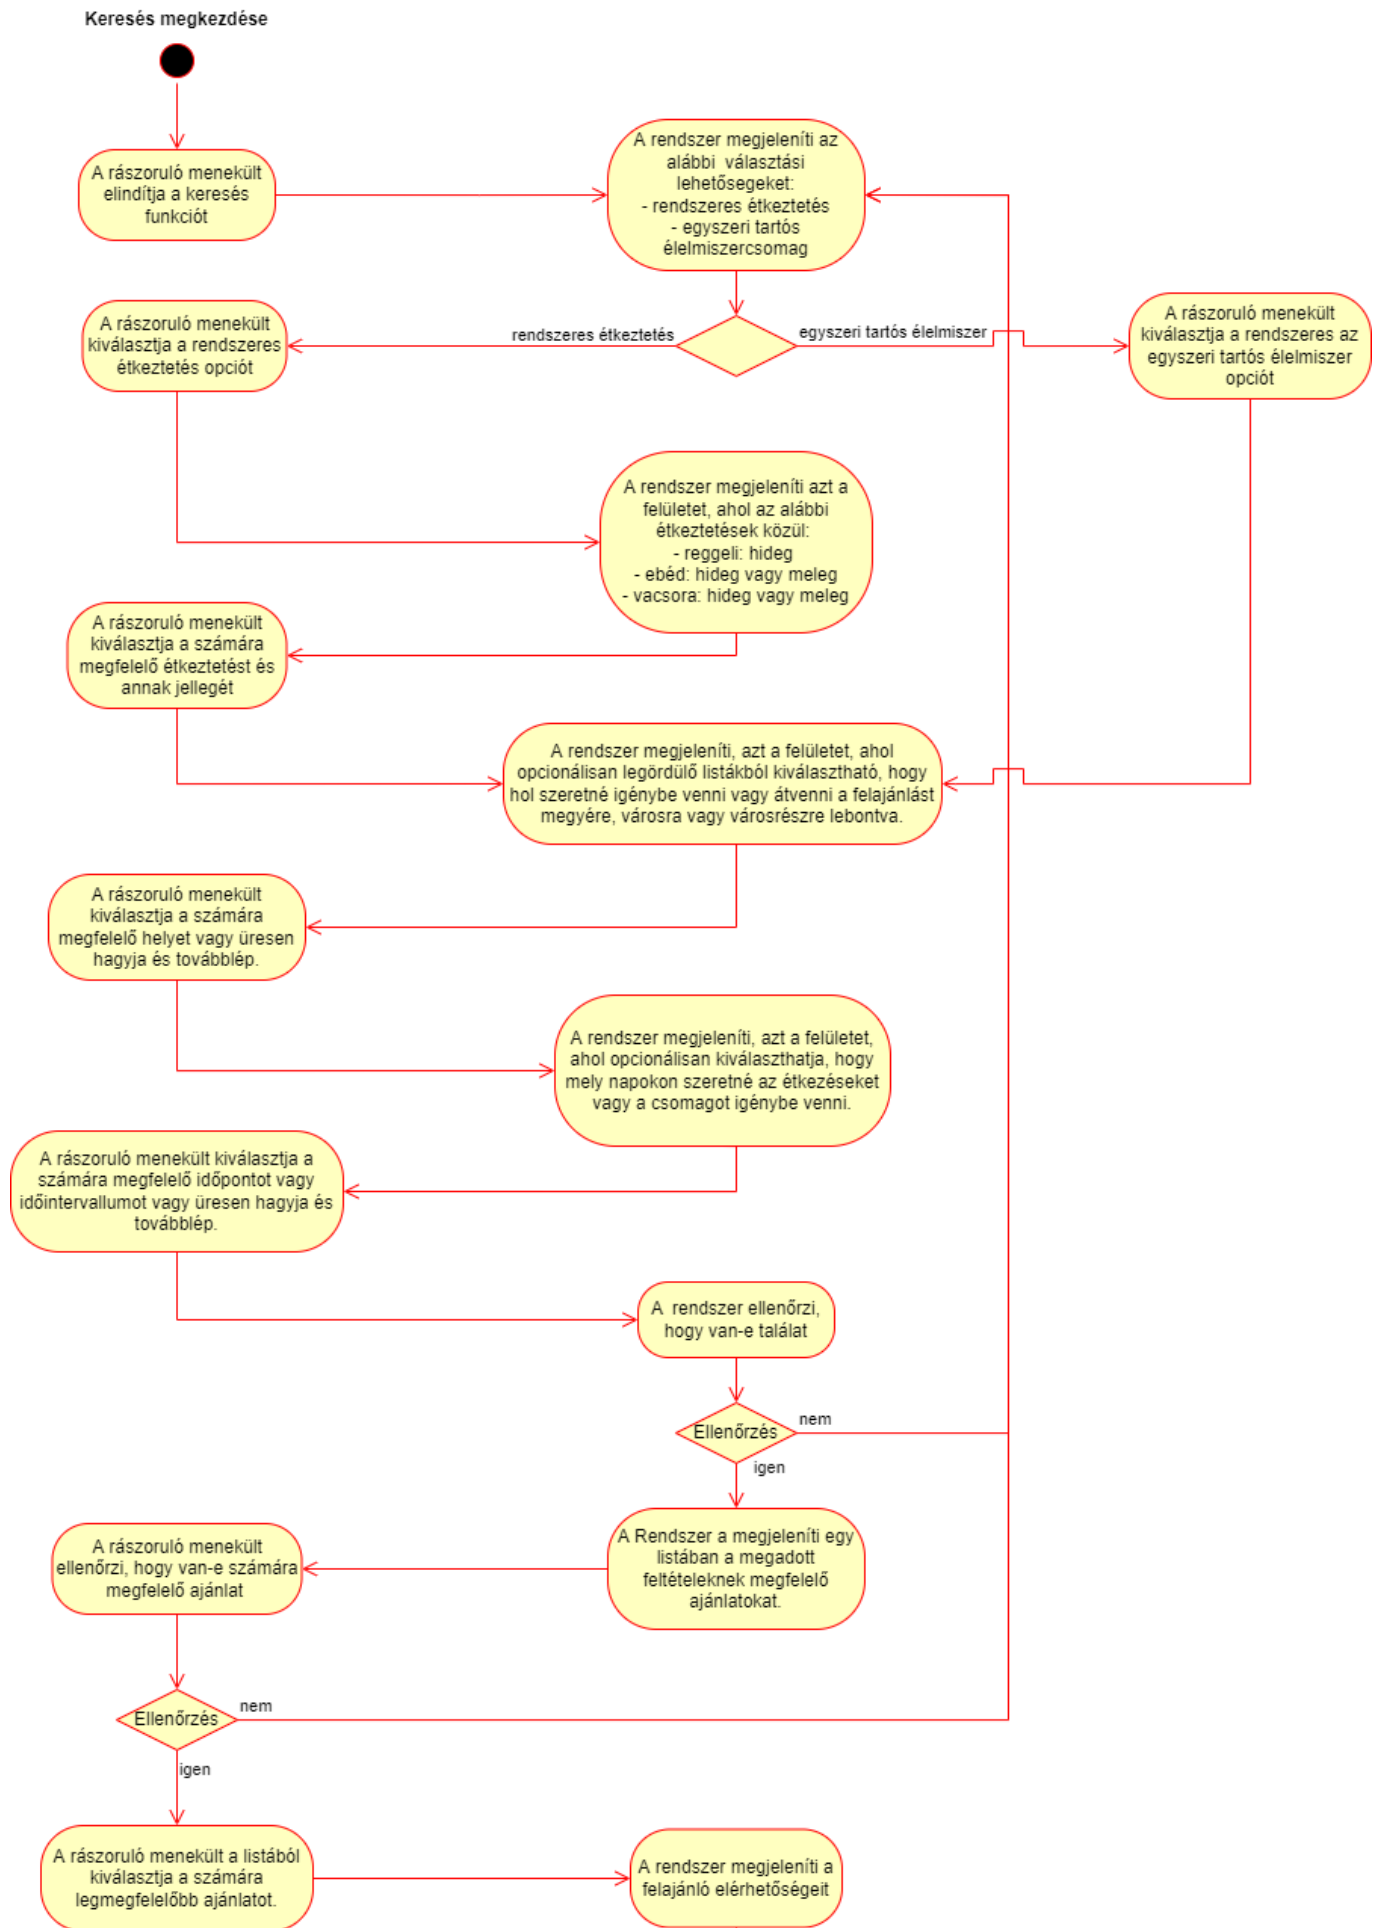 Keresés megkezdése
A rászoruló menekült
elindítja a keresés
funkciót
A rendszer megjeleníti az
alábbi választási
lehetősegeket:
- rendszeres étkeztetés
- egyszeri tartós
élelmiszercsomag
rendszeres étkeztetés
egyszeri tartós élelmiszer
A rászoruló menekült
kiválasztja a rendszeres
étkeztetés opciót
A rászoruló menekült
kiválasztja a rendszeres az
egyszeri tartós élelmiszer
opciót
A rendszer megjeleníti azt a
felületet, ahol az alábbi
étkeztetések közül:
- reggeli: hideg
- ebéd: hideg vagy meleg
- vacsora: hideg vagy meleg
A rászoruló menekült
kiválasztja a számára
megfelelő étkeztetést és
annak jellegét
A rendszer megjeleníti, azt a felületet, ahol
opcionálisan legördülő listákból kiválasztható, hogy
hol szeretné igénybe venni vagy átvenni a felajánlást
megyére, városra vagy városrészre lebontva.
A rászoruló menekült
kiválasztja a számára
megfelelő helyet vagy üresen
hagyja és továbblép.
A rendszer megjeleníti, azt a felületet,
ahol opcionálisan kiválaszthatja, hogy
mely napokon szeretné az étkezéseket
vagy a csomagot igénybe venni.
A rászoruló menekült kiválasztja a
számára megfelelő időpontot vagy
időintervallumot vagy üresen hagyja és
továbblép.
A rendszer ellenőrzi,
hogy van-e találat
Ellenőrzés
nem
igen
A Rendszer a megjeleníti egy
listában a megadott
feltételeknek megfelelő
ajánlatokat.
A rászoruló menekült
ellenőrzi, hogy van-e számára
megfelelő ajánlat
Ellenőrzés
nem
igen
A rászoruló menekült a listából
kiválasztja a számára
legmegfelelőbb ajánlatot.
A rendszer megjeleníti a
felajánló elérhetőségeit